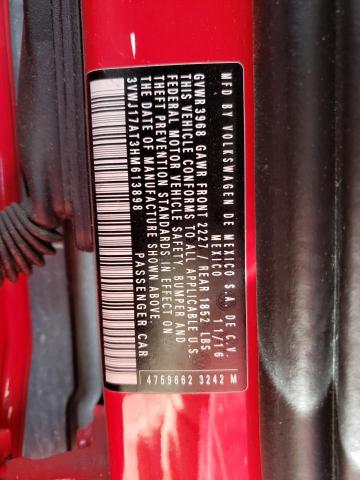 MFD BY VOLKSWAGEN DE MEXICO S.A. DE C.V.
MEXICO 11/16
GVWR 3968 GAWR FRONT 2227 // REAR 1852 LBS
THIS VEHICLE CONFORMS TO ALL APPLICABLE U.S.
FEDERAL MOTOR VEHICLE SAFETY, BUMPER AND
THEFT PREVENTION STANDARDS IN EFFECT ON
THE DATE OF MANUFACTURE SHOWN ABOVE.
3VWJ17AT3HM613898 PASSENGER CAR
4759662 3242 M